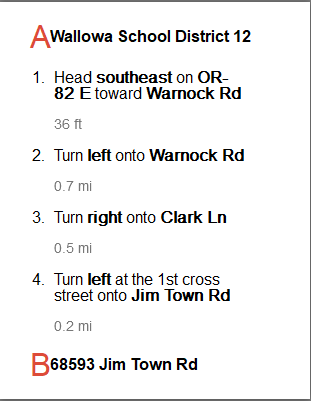 A Wallowa School District 12
1. Head southeast on OR-
82 E toward Warnock Rd
36 ft
2. Turn left onto Warnock Rd
0.7 mi
3. Turn right onto Clark Ln
0.5 mi
4. Turn left at the 1st cross
street onto Jim Town Rd
0.2 mi
B 68593 Jim Town Rd